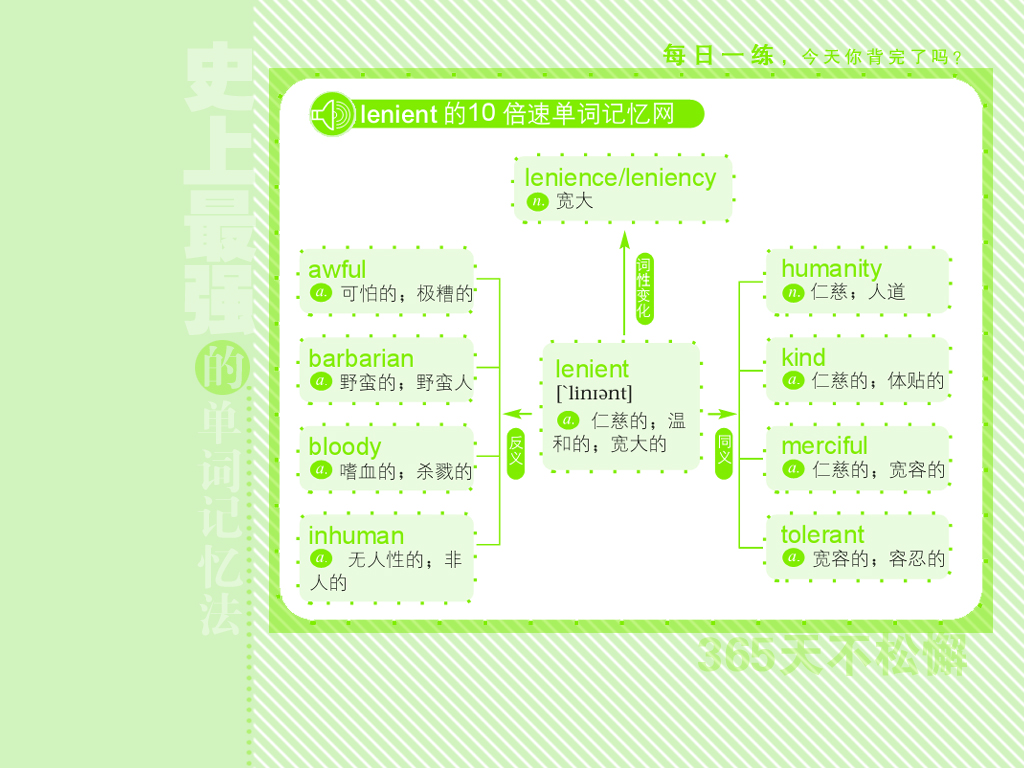 史上最强的单词记忆法
每日一练，今天你背完了吗？
lenient 的10 倍速单词记忆网
lenience/leniency
n. 宽大
词性变化
awful
a. 可怕的；极糟的
barbarian
a. 野蛮的；野蛮人
bloody
a. 嗜血的；杀戮的
inhuman
a. 无人性的；非
人的
反义
lenient
[`linɪənt]
a. 仁慈的；温
和的；宽大的
同义
humanity
n. 仁慈；人道
kind
a. 仁慈的；体贴的
merciful
a. 仁慈的；宽容的
tolerant
a. 宽容的；容忍的
365天不松懈